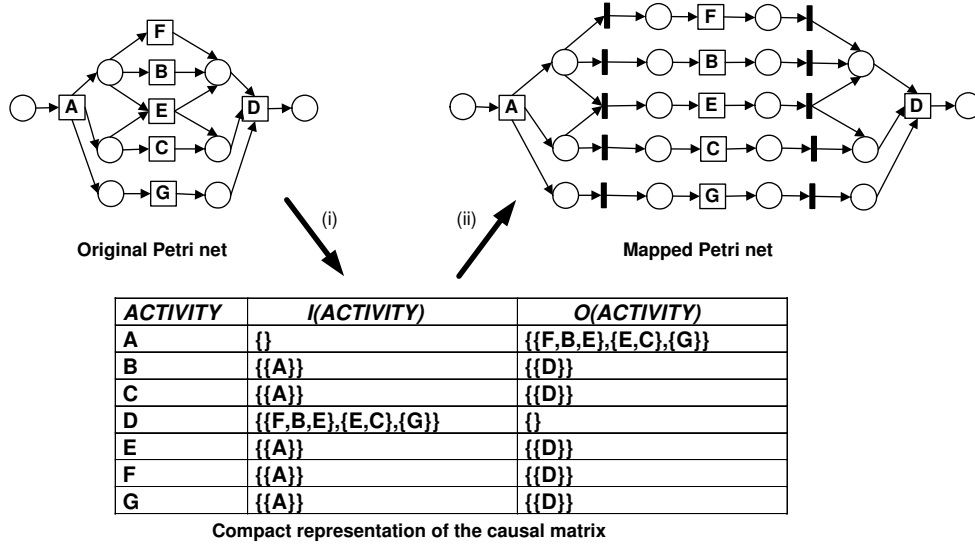 F
B
A
E
D
C
G
Original Petri net
F
B
A
E
D
C
G
Mapped Petri net
(i)
(ii)
ACTIVITY I(ACTIVITY) O(ACTIVITY)
A {} {{F,B,E},{E,C},{G}}
B {{A}} {{D}}
C {{A}} {{D}}
D {{F,B,E},{E,C},{G}} {}
E {{A}} {{D}}
F {{A}} {{D}}
G {{A}} {{D}}
Compact representation of the causal matrix